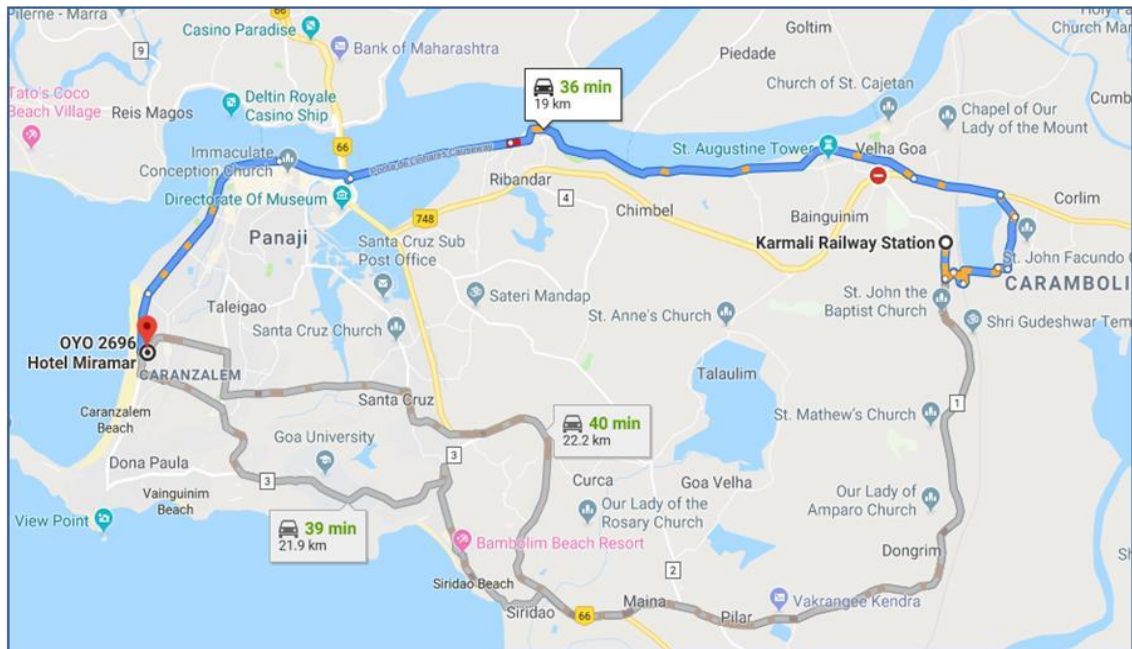 Pilerne - Marra
66
Casino Paradise
Goltim
Holy Fa
Church Mar
9
Bank of Maharashtra
Piedade
36 min
19 km
Church of St. Cajetan
Tato's Coco
Beach Village
Deltin Royale
Casino Ship
Reis Magos
Chapel of Our
Lady of the Mount
Cumb
66
Immaculate
Conception Church
Ponte de Linhares Causeway
St. Augustine Tower
Velha Goa
Directorate Of Museum
Ribandar
4
Chimbel
Corlim
748
Bainguinim
Panaji
Santa Cruz Sub
Post Office
Karmali Railway Station
St. John Facundo C
CARAMBOLI
Sateri Mandap
Taleigao
St. Anne's Church
St. John the
Baptist Church
Shri Gudeshwar Tem
Santa Cruz Church
OYO 2696
Hotel Miramar
CARANZALEM
Talaulim
Santa Cruz
1
Caranzalem
Beach
40 min
22.2 km
St. Mathew's Church
Goa University
3
Dona Paula
3
Curca
Goa Velha
Vainguinim
Beach
Our Lady of the
Rosary Church
Our Lady of
Amparo Church
View Point
39 min
21.9 km
Bambolim Beach Resort
Dongrim
2
Siridao Beach
Siridao
66
Maina
Pilar
Vakrangee Kendra
Sh